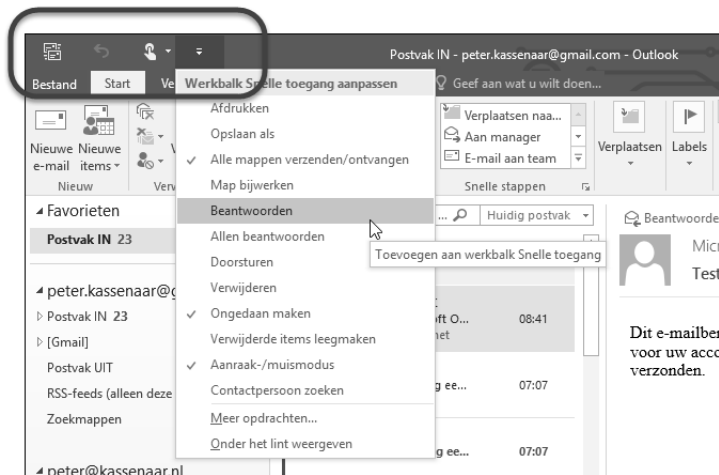 Postvak IN - peter.kassenaar@gmail.com - Outlook
Bestand Start Geef aan wat u wilt doen...
Werkbalk Snelle toegang aanpassen
Afdrukken
Opslaan als
Alle mappen verzenden/ontvangen
Map bijwerken
Beantwoorden
Allen beantwoorden
Doorsturen
Verwijderen
Ongedaan maken
Verwijderde items leegmaken
Aanraak-/muismodus
Contactpersoon zoeken
Meer opdrachten...
Onder het lint weergeven
Toevoegen aan werkbalk Snelle toegang
Nieuwe e-mail
Nieuwe items
Nieuw
Verplaatsen naa...
Aan manager
E-mail aan team
Snelle stappen
Verplaatsen
Labels
Favorieten
Postvak IN 23
peter.kassenaar@g
Postvak IN 23
[Gmail]
Postvak UIT
RSS-feeds (alleen deze
Zoekmappen
peter@kassenaar.nl
Huidig postvak
08:41
07:07
07:07
Beantwoorde
Micr
Test
Dit e-mailber
voor uw acco
verzonden.